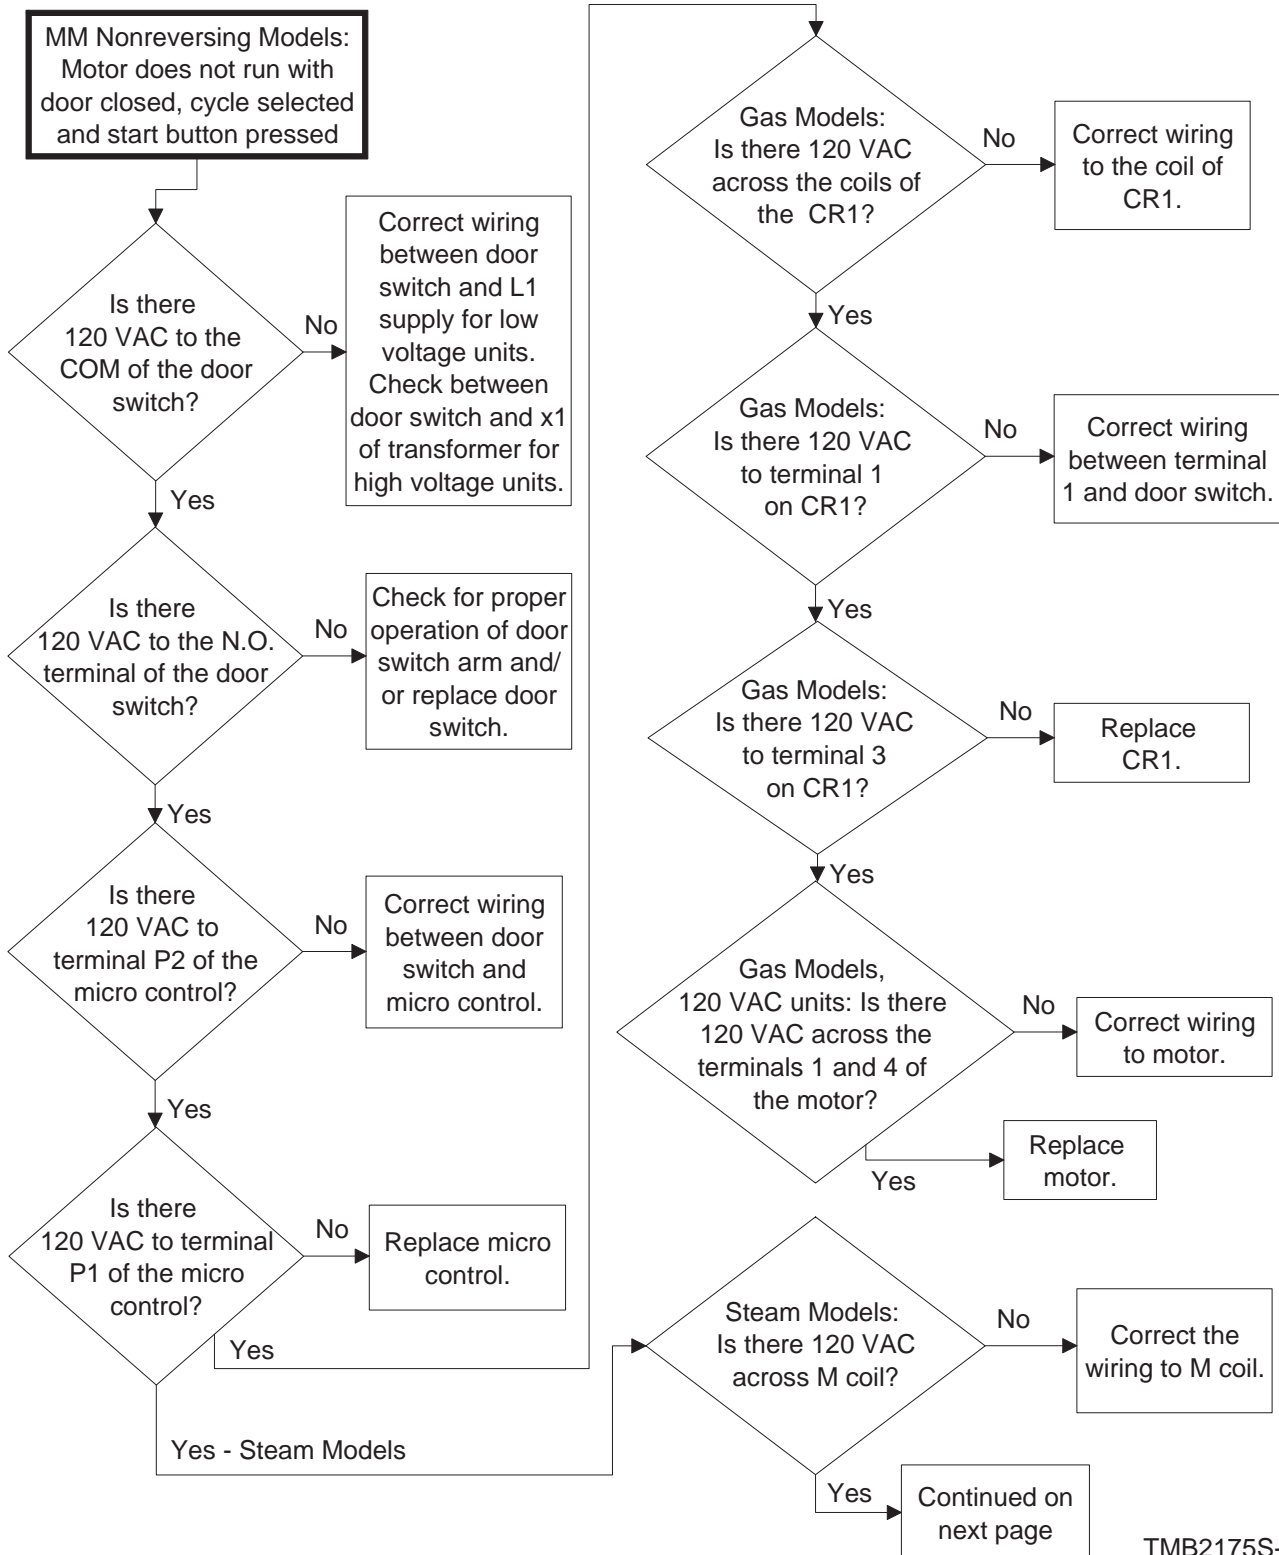 MM Nonreversing Models:
Motor does not run with
door closed, cycle selected
and start button pressed
Is there
120 VAC to the
COM of the door
switch?
No
Correct wiring
between door
switch and L1
supply for low
voltage units.
Check between
door switch and x1
of transformer for
high voltage units.
Yes
Is there
120 VAC to the N.O.
terminal of the door
switch?
No
Check for proper
operation of door
switch arm and/
or replace door
switch.
Yes
Is there
120 VAC to
terminal P2 of the
micro control?
No
Correct wiring
between door
switch and
micro control.
Yes
Is there
120 VAC to terminal
P1 of the micro
control?
No
Replace micro
control.
Yes
Yes - Steam Models
Gas Models:
Is there 120 VAC
across the coils of
the CR1?
No
Correct wiring
to the coil of
CR1.
Yes
Gas Models:
Is there 120 VAC
to terminal 1
on CR1?
No
Correct wiring
between terminal
1 and door switch.
Yes
Gas Models:
Is there 120 VAC
to terminal 3
on CR1?
No
Replace
CR1.
Yes
Gas Models,
120 VAC units: Is there
120 VAC across the
terminals 1 and 4 of
the motor?
No
Correct wiring
to motor.
Yes
Replace
motor.
Steam Models:
Is there 120 VAC
across M coil?
No
Correct the
wiring to M coil.
Yes
Continued on
next page
TMB2175S-